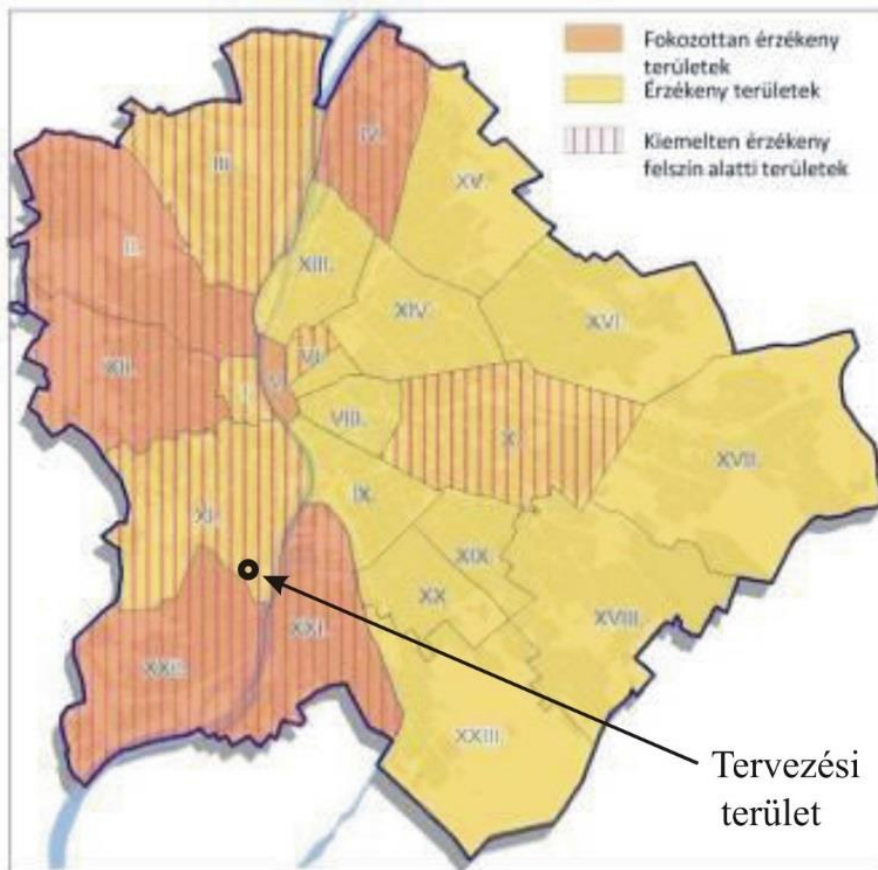 Fokozottan érzékeny
területek
Érzékeny területek
Kiemelten érzékeny
felszín alatti területek
III.
IV.
XV.
II.
XIII.
XIV.
XVI.
XII.
I.
V.
VIII.
X.
XVII.
XI.
IX.
XIX.
XX.
XVIII.
XXI.
XXII.
XXIII.
Tervezési
terület